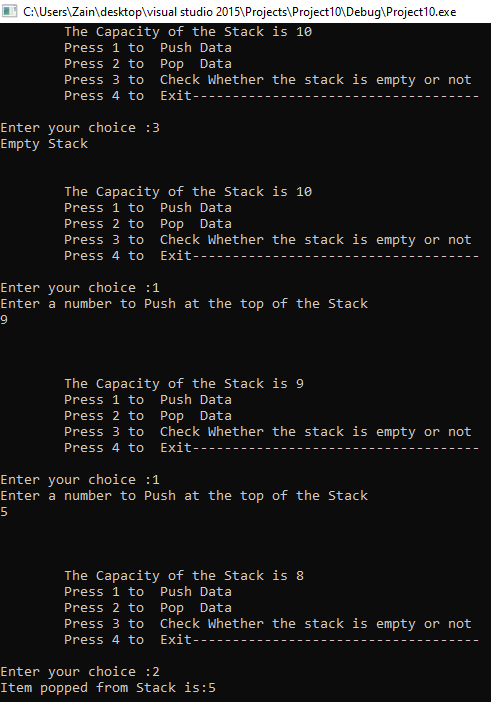 C:\Users\Zain\desktop\visual studio 2015\Projects\Project10\Debug\Project10.exe
The Capacity of the Stack is 10
Press 1 to  Push Data
Press 2 to  Pop  Data
Press 3 to  Check Whether the stack is empty or not
Press 4 to  Exit------------------------------------
Enter your choice :3
Empty Stack
The Capacity of the Stack is 10
Press 1 to  Push Data
Press 2 to  Pop  Data
Press 3 to  Check Whether the stack is empty or not
Press 4 to  Exit------------------------------------
Enter your choice :1
Enter a number to Push at the top of the Stack
9
The Capacity of the Stack is 9
Press 1 to  Push Data
Press 2 to  Pop  Data
Press 3 to  Check Whether the stack is empty or not
Press 4 to  Exit------------------------------------
Enter your choice :1
Enter a number to Push at the top of the Stack
5
The Capacity of the Stack is 8
Press 1 to  Push Data
Press 2 to  Pop  Data
Press 3 to  Check Whether the stack is empty or not
Press 4 to  Exit------------------------------------
Enter your choice :2
Item popped from Stack is:5